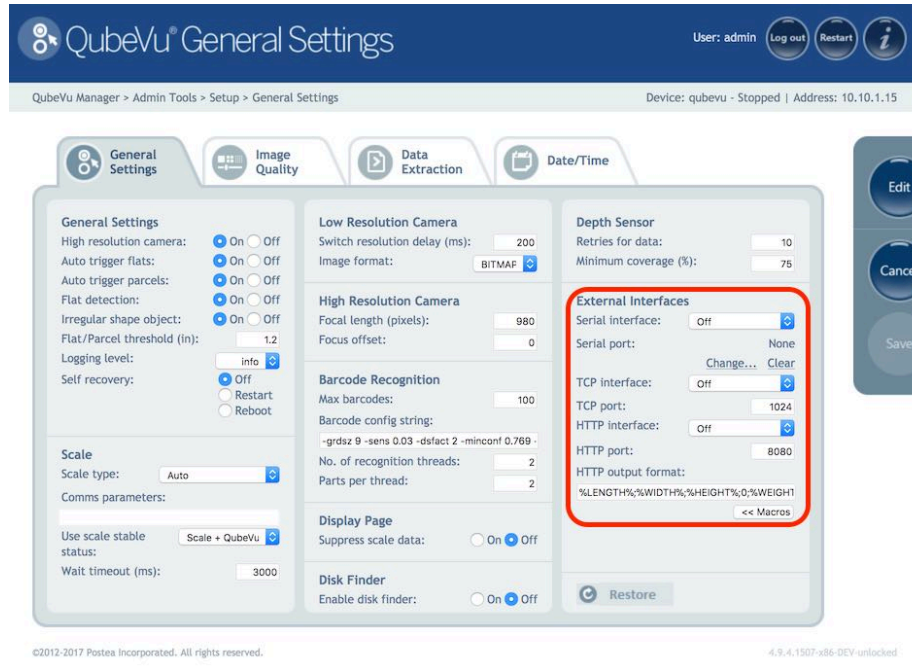 QubeVu® General Settings
User: admin
Log out
Restart
i
QubeVu Manager > Admin Tools > Setup > General Settings
Device: qubevu - Stopped | Address: 10.10.1.15
General
Settings
Image
Quality
Data
Extraction
Date/Time
Edit
Cance
Save
General Settings
High resolution camera: On Off
Auto trigger flats: On Off
Auto trigger parcels: On Off
Flat detection: On Off
Irregular shape object: On Off
Flat/Parcel threshold (in): 1.2
Logging level: info
Self recovery: Off
Restart
Reboot
Scale
Scale type: Auto
Comms parameters:
Use scale stable
status:
Scale + QubeVu
Wait timeout (ms): 3000
Low Resolution Camera
Switch resolution delay (ms): 200
Image format: BITMAP
High Resolution Camera
Focal length (pixels): 980
Focus offset: 0
Barcode Recognition
Max barcodes: 100
Barcode config string:
-grdsz 9 -sens 0.03 -dsfact 2 -minconf 0.769 -
No. of recognition threads: 2
Parts per thread: 2
Display Page
Suppress scale data: On Off
Disk Finder
Enable disk finder: On Off
Depth Sensor
Retries for data: 10
Minimum coverage (%): 75
External Interfaces
Serial interface: Off
Serial port: None
Change... Clear
TCP interface: Off
TCP port: 1024
HTTP interface: Off
HTTP port: 8080
HTTP output format:
%LENGTH%;%WIDTH%;%HEIGHT%;0;%WEIGHT
<< Macros
Restore
©2012-2017 Postea Incorporated. All rights reserved.
4.9.4.1507-x86-DEV-unlocked